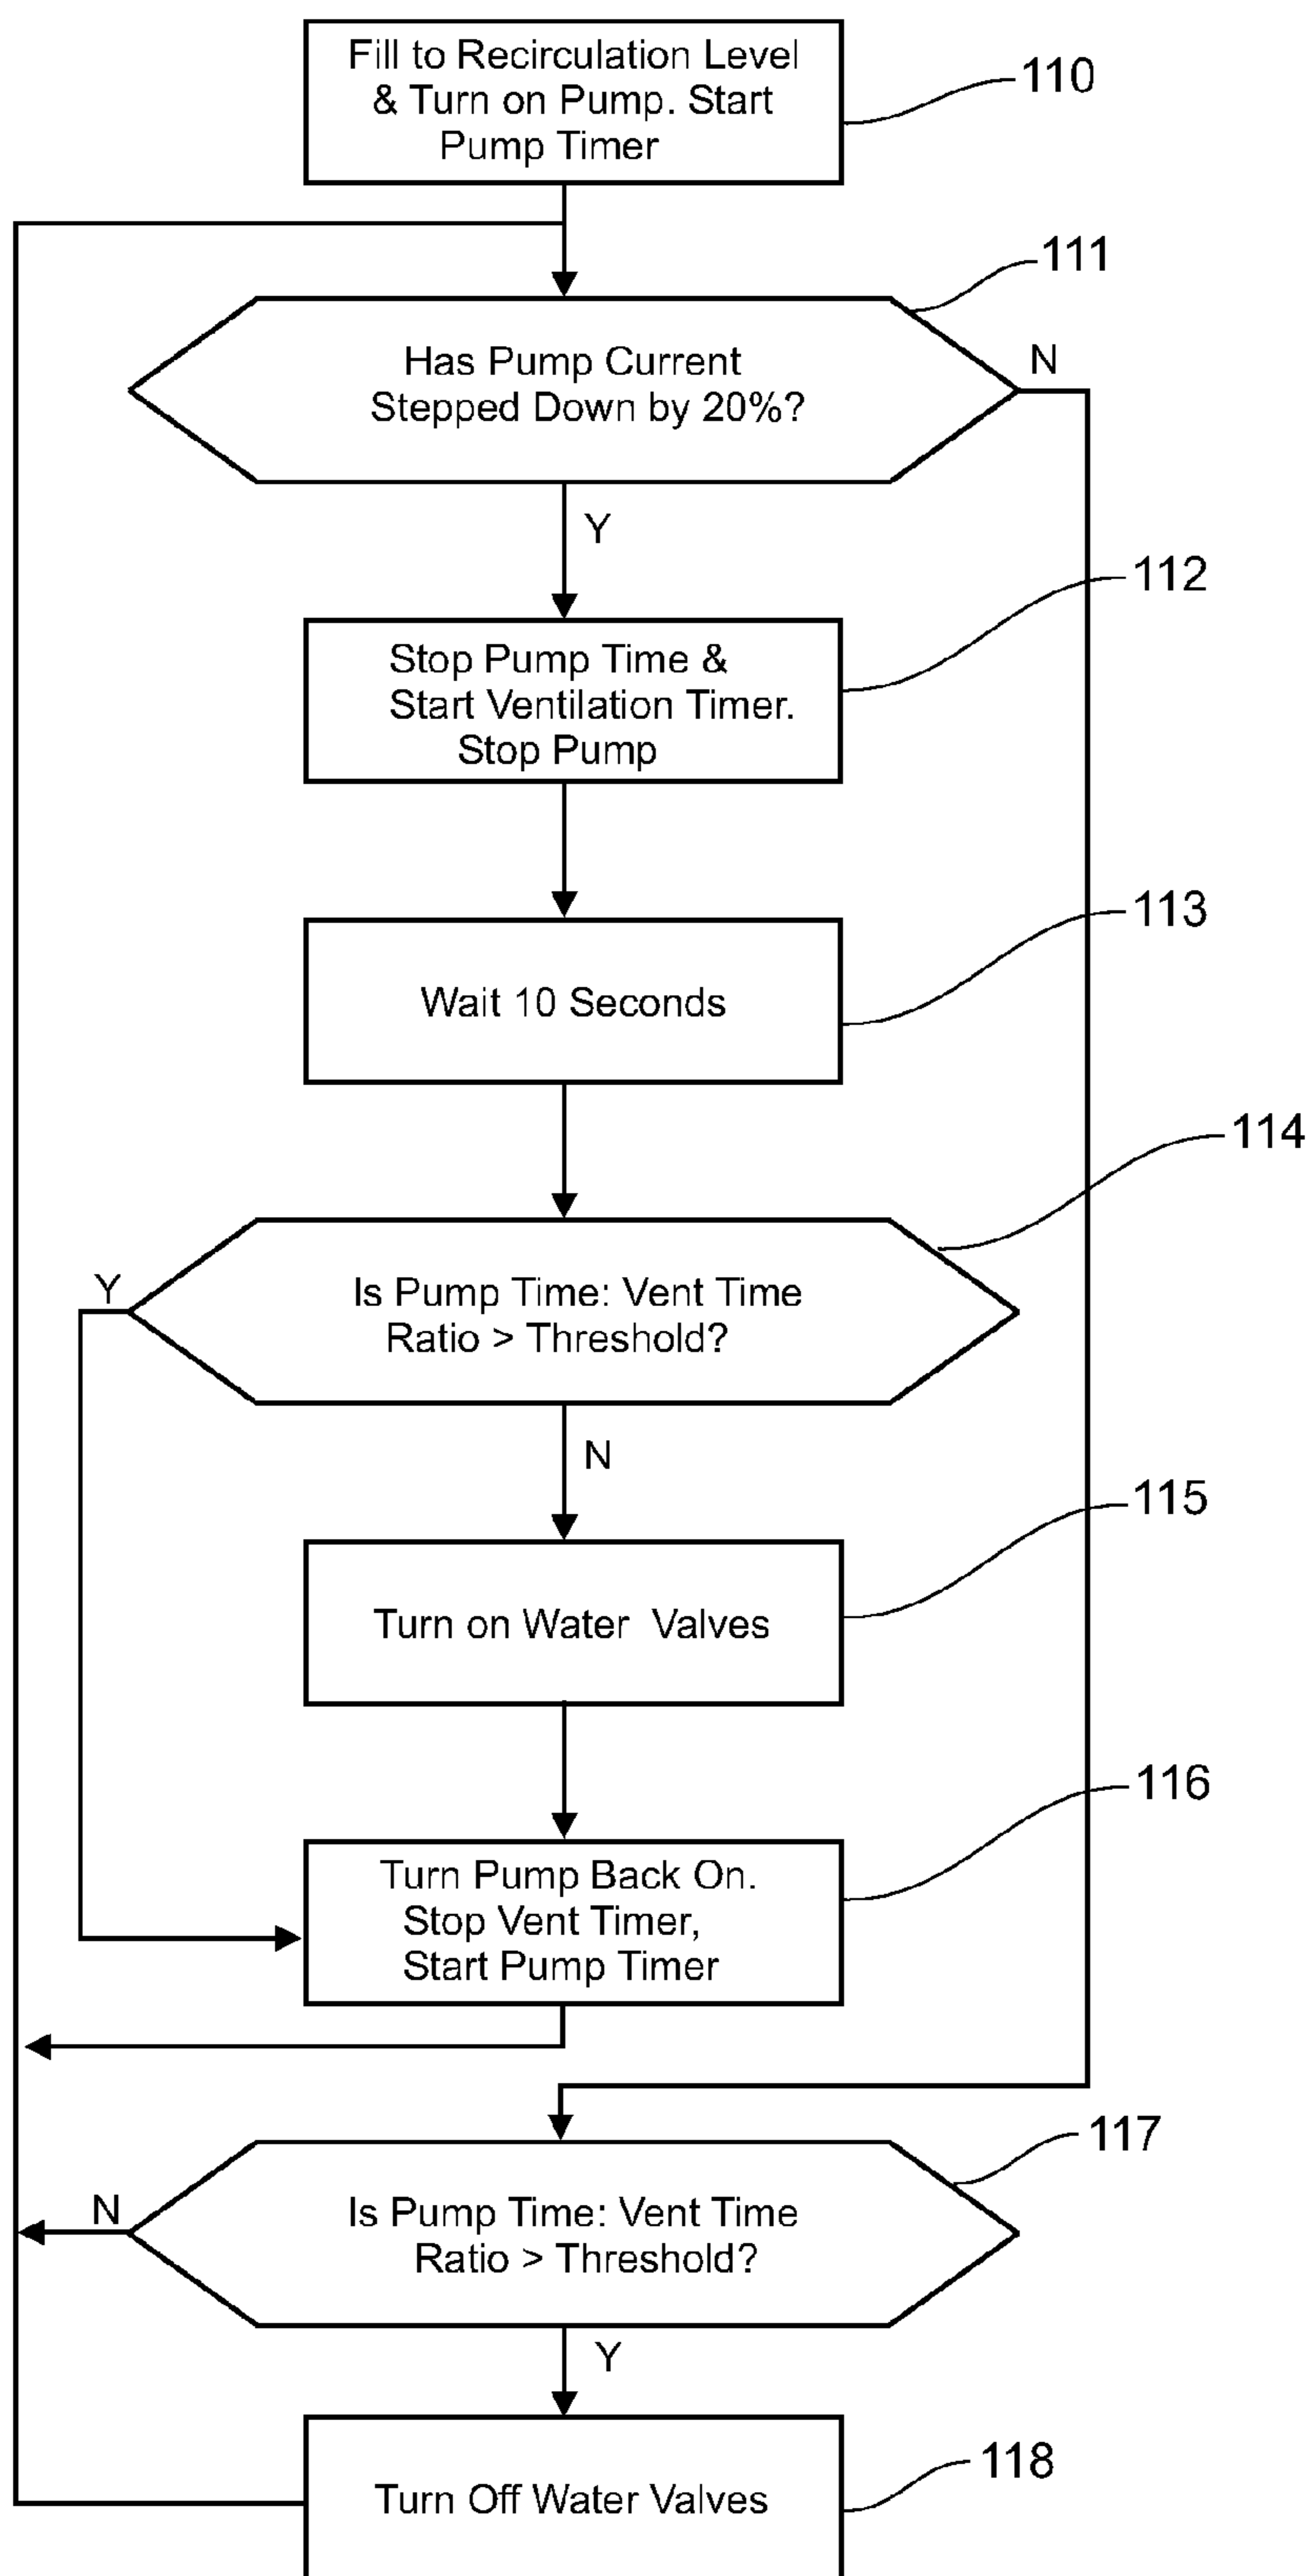 Fill to Recirculation Level
& Turn on Pump. Start
Pump Timer
110
111
Has Pump Current
Stepped Down by 20%?
N
Y
112
Stop Pump Time &
Start Ventilation Timer.
Stop Pump
113
Wait 10 Seconds
114
Y
Is Pump Time: Vent Time
Ratio > Threshold?
N
115
Turn on Water Valves
116
Turn Pump Back On.
Stop Vent Timer,
Start Pump Timer
117
N
Is Pump Time: Vent Time
Ratio > Threshold?
Y
118
Turn Off Water Valves